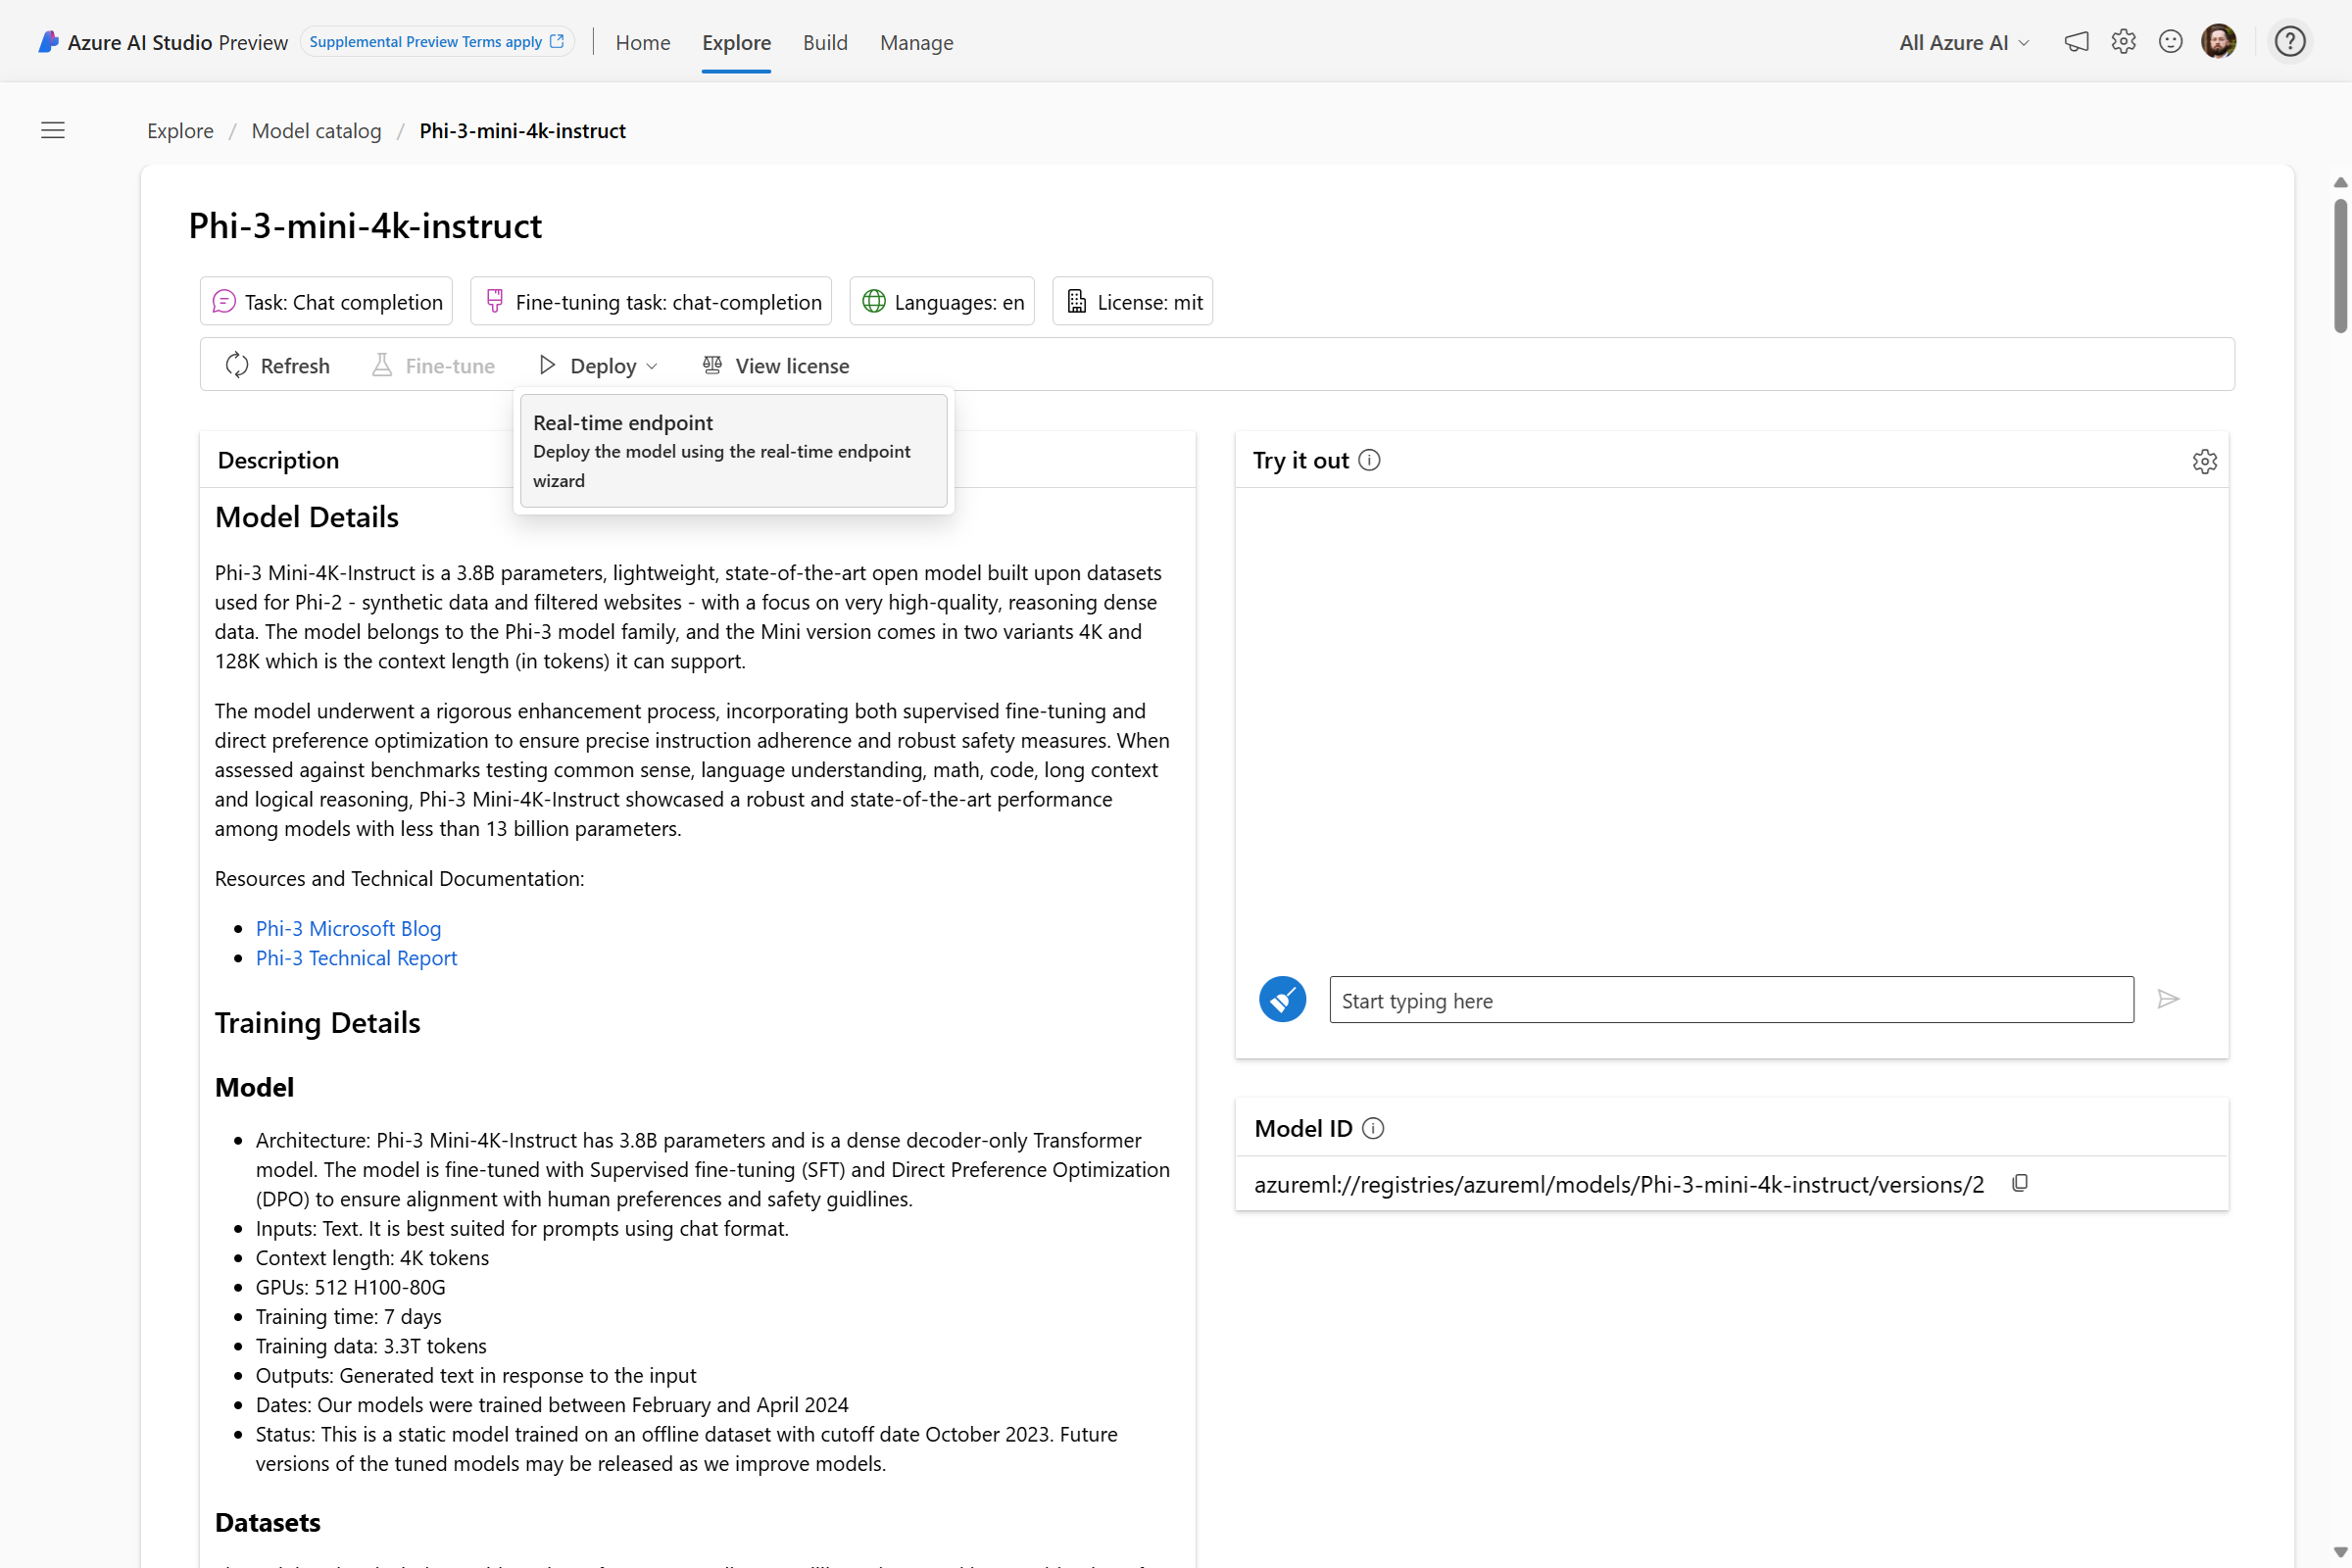 Azure AI Studio Preview
Supplemental Preview Terms apply
Home
Explore
Build
Manage
All Azure AI
Explore / Model catalog / Phi-3-mini-4k-instruct
Phi-3-mini-4k-instruct
Task: Chat completion
Fine-tuning task: chat-completion
Languages: en
License: mit
Refresh
Fine-tune
Deploy
View license
Real-time endpoint
Deploy the model using the real-time endpoint
wizard
Description
Model Details
Phi-3 Mini-4K-Instruct is a 3.8B parameters, lightweight, state-of-the-art open model built upon datasets
used for Phi-2 - synthetic data and filtered websites - with a focus on very high-quality, reasoning dense
data. The model belongs to the Phi-3 model family, and the Mini version comes in two variants 4K and
128K which is the context length (in tokens) it can support.
The model underwent a rigorous enhancement process, incorporating both supervised fine-tuning and
direct preference optimization to ensure precise instruction adherence and robust safety measures. When
assessed against benchmarks testing common sense, language understanding, math, code, long context
and logical reasoning, Phi-3 Mini-4K-Instruct showcased a robust and state-of-the-art performance
among models with less than 13 billion parameters.
Resources and Technical Documentation:
Phi-3 Microsoft Blog
Phi-3 Technical Report
Training Details
Model
Architecture: Phi-3 Mini-4K-Instruct has 3.8B parameters and is a dense decoder-only Transformer
model. The model is fine-tuned with Supervised fine-tuning (SFT) and Direct Preference Optimization
(DPO) to ensure alignment with human preferences and safety guidlines.
Inputs: Text. It is best suited for prompts using chat format.
Context length: 4K tokens
GPUs: 512 H100-80G
Training time: 7 days
Training data: 3.3T tokens
Outputs: Generated text in response to the input
Dates: Our models were trained between February and April 2024
Status: This is a static model trained on an offline dataset with cutoff date October 2023. Future
versions of the tuned models may be released as we improve models.
Datasets
Try it out
Start typing here
Model ID
azureml://registries/azureml/models/Phi-3-mini-4k-instruct/versions/2